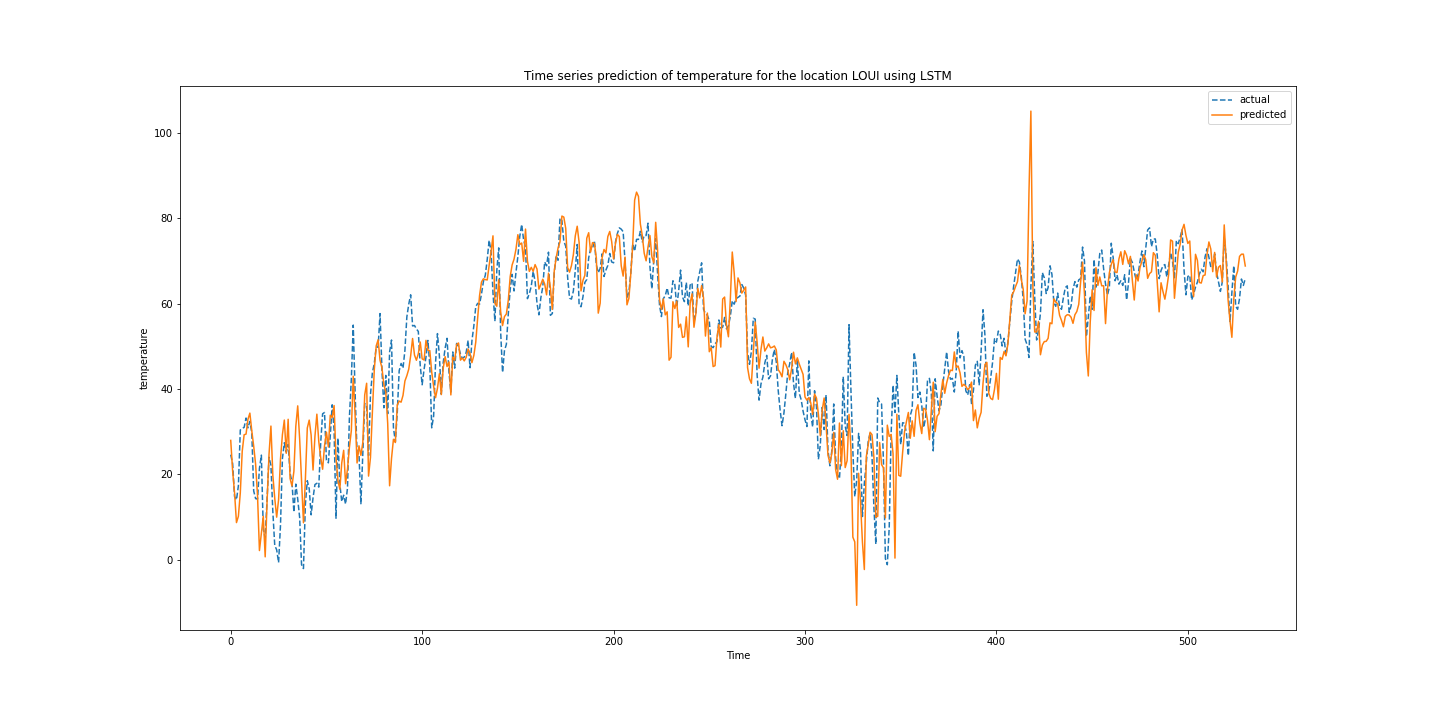 Time series prediction of temperature for the location LOUI using LSTM
actual
predicted
100
80
60
40
20
0
temperature
0 100 200 300 400 500
Time